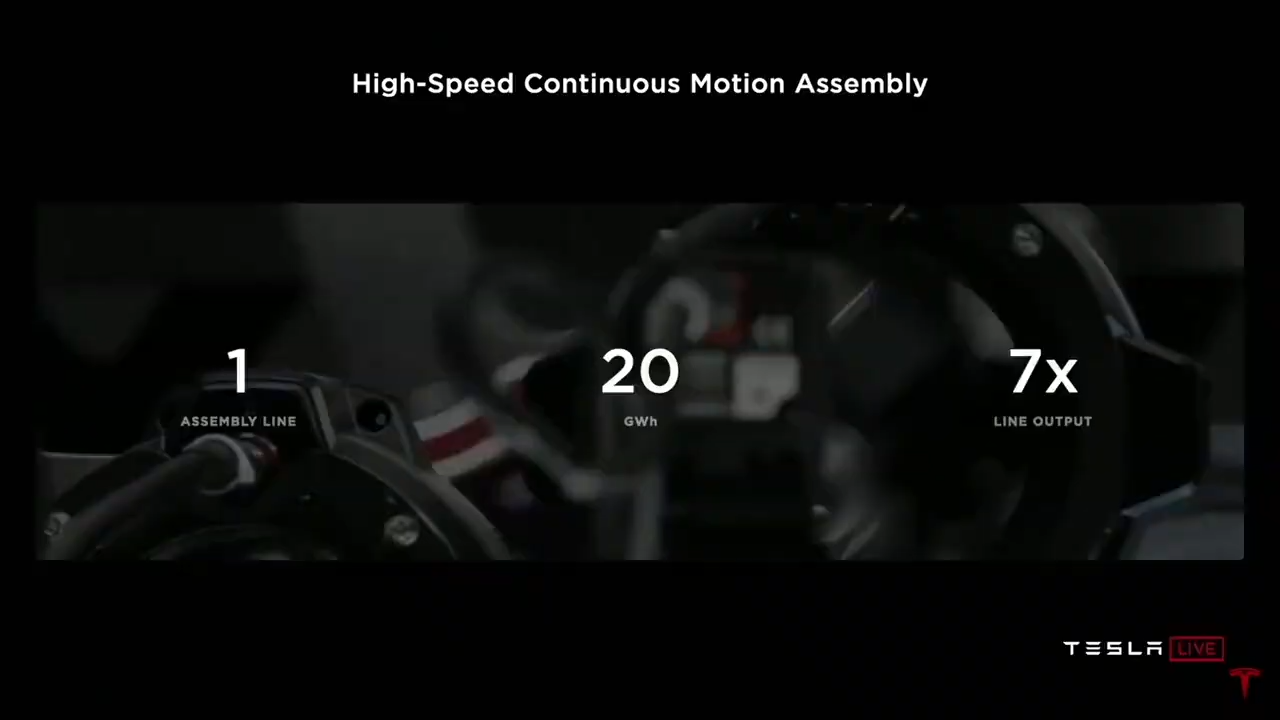 High-Speed Continuous Motion Assembly
1
ASSEMBLY LINE
20
GWh
7x
LINE OUTPUT
TESLA LIVE